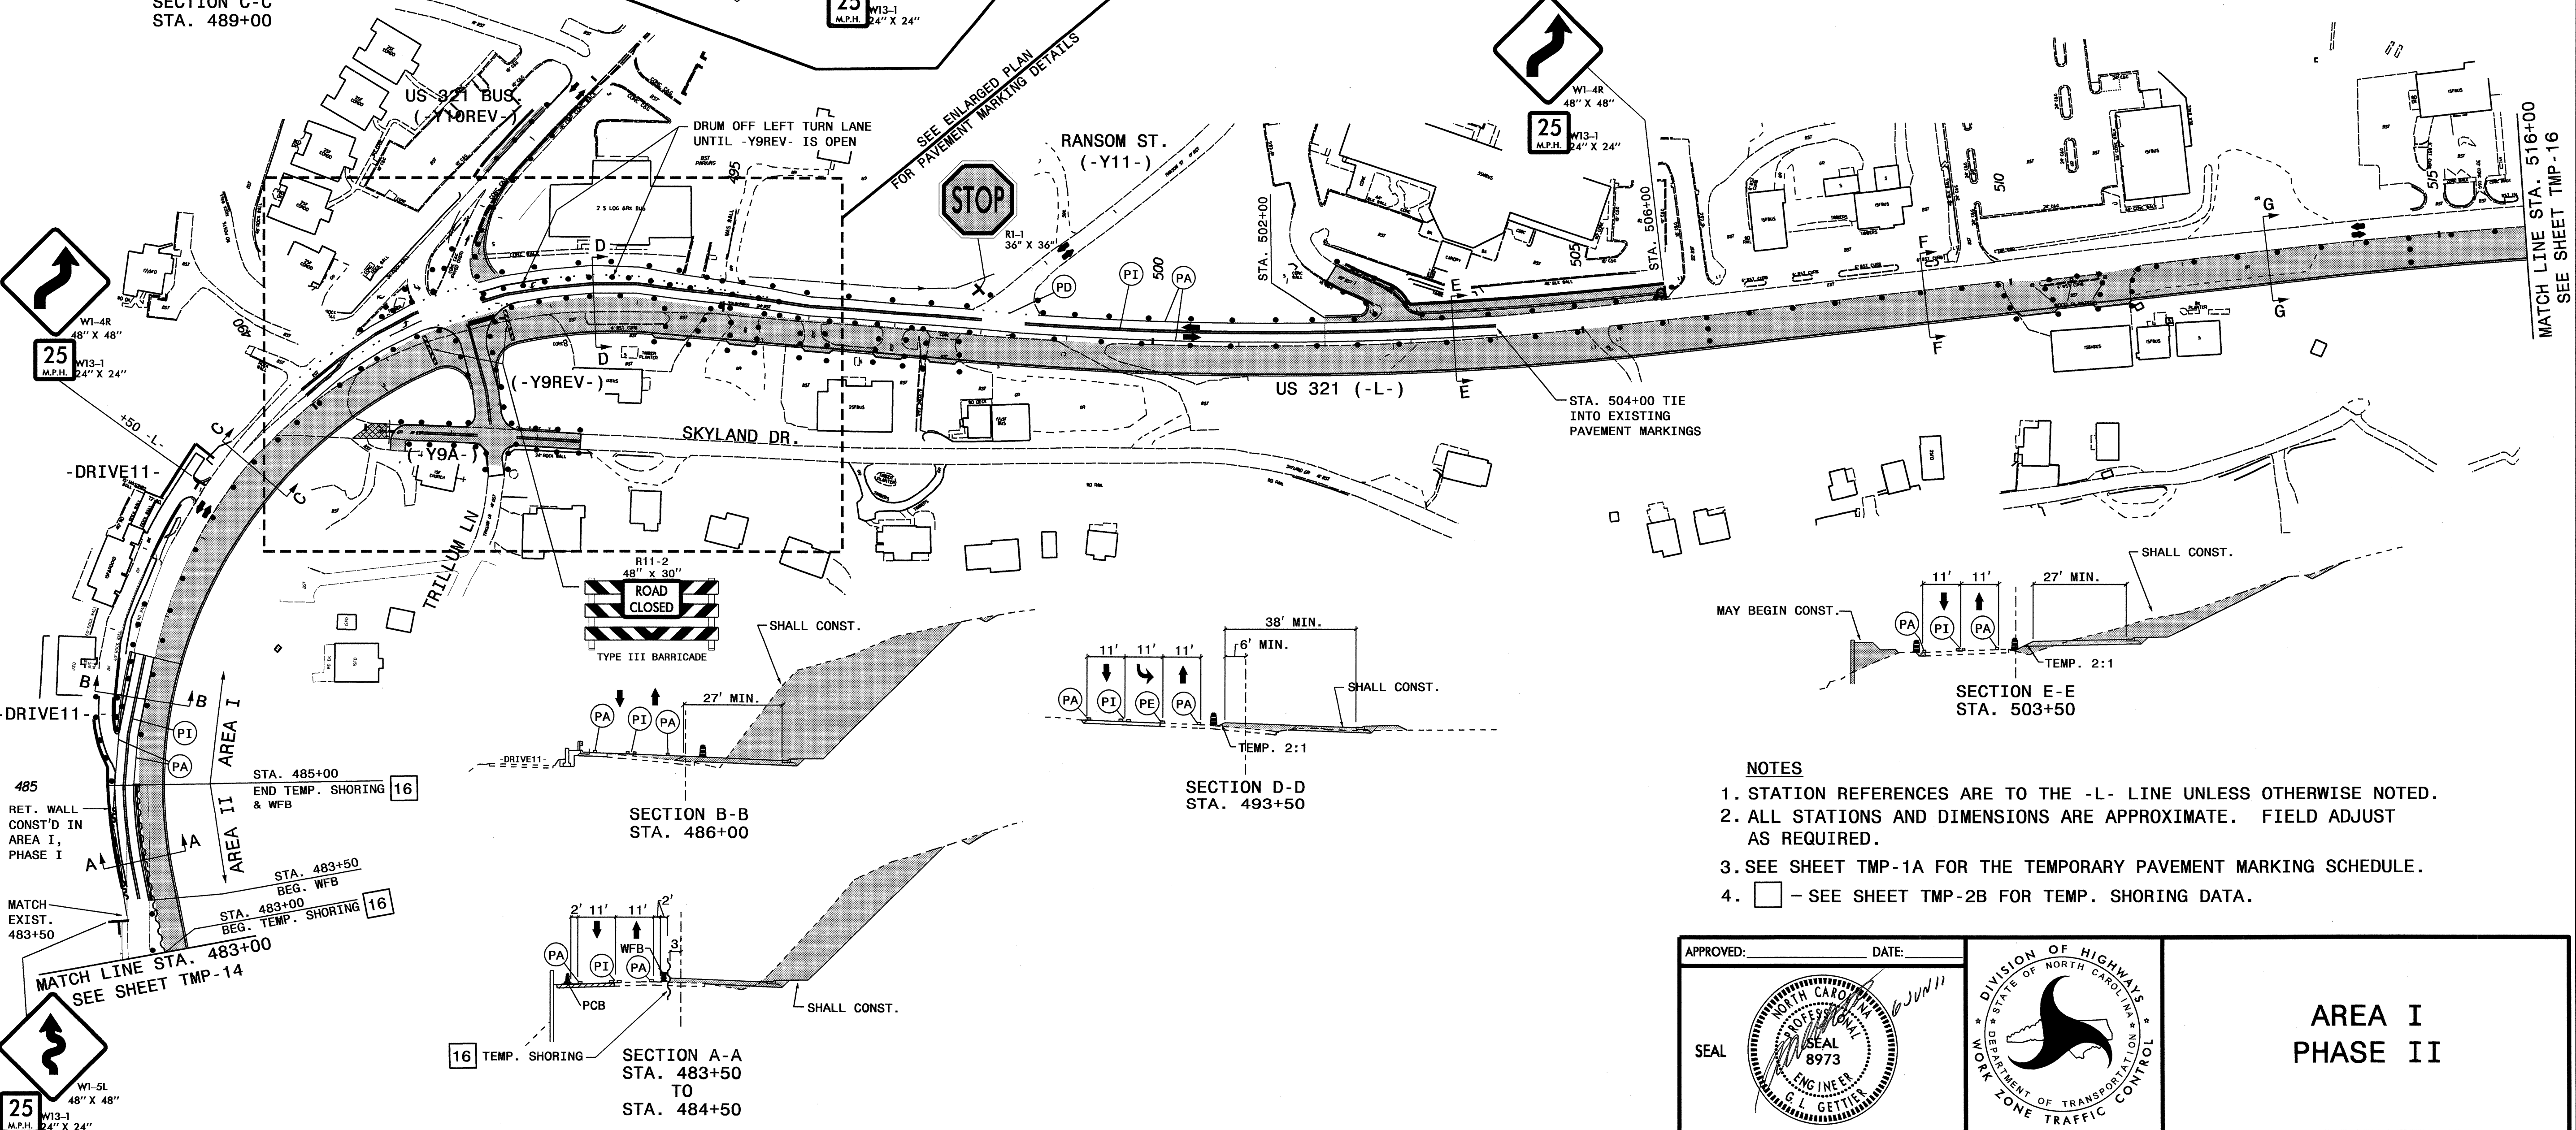 SECTION C-C
STA. 489+00
25
M.P.H.
W13-1
24" X 24"
US 321 BUS.
(-Y10REV-)
DRUM OFF LEFT TURN LANE
UNTIL -Y9REV- IS OPEN
SEE ENLARGED PLAN
FOR PAVEMENT MARKING DETAILS
STOP
R1-1
36" X 36"
RANSOM ST.
(-Y11-)
W1-4R
48" X 48"
25
M.P.H.
W13-1
24" X 24"
STA. 502+00
STA. 506+00
MATCH LINE STA. 516+00
SEE SHEET TMP-16
490
495
500
505
510
515
2 S LOG &RK BUS
CANOPY
W1-4R
48" X 48"
25
M.P.H.
W13-1
24" X 24"
+50 -L-
PD
PI
PA
D
D
E
E
F
F
G
G
C
C
(-Y9REV-)
US 321 (-L-)
STA. 504+00 TIE
INTO EXISTING
PAVEMENT MARKINGS
SKYLAND DR.
(-Y9A-)
CHURCH
-DRIVE11-
TRILLUM LN
R11-2
48" x 30"
ROAD
CLOSED
TYPE III BARRICADE
B
B
-DRIVE11-
PI
PA
AREA I
AREA II
485
RET. WALL
CONST'D IN
AREA I,
PHASE I
STA. 485+00
END TEMP. SHORING
& WFB
16
A
A
STA. 483+50
BEG. WFB
STA. 483+00
BEG. TEMP. SHORING
16
MATCH
EXIST.
483+50
MATCH LINE STA. 483+00
SEE SHEET TMP-14
W1-5L
48" X 48"
25
M.P.H.
W13-1
24" X 24"
SHALL CONST.
27' MIN.
PA
PI
PA
-DRIVE11-
SECTION B-B
STA. 486+00
38' MIN.
6' MIN.
11'
11'
11'
PA
PI
PE
PA
SHALL CONST.
TEMP. 2:1
SECTION D-D
STA. 493+50
SHALL CONST.
MAY BEGIN CONST.
11'
11'
27' MIN.
PA
PI
PA
TEMP. 2:1
SECTION E-E
STA. 503+50
2'
11'
11'
2'
WFB
3
PA
PI
PA
PCB
SHALL CONST.
16
TEMP. SHORING
SECTION A-A
STA. 483+50
TO
STA. 484+50
NOTES
1. STATION REFERENCES ARE TO THE -L- LINE UNLESS OTHERWISE NOTED.
2. ALL STATIONS AND DIMENSIONS ARE APPROXIMATE. FIELD ADJUST
AS REQUIRED.
3. SEE SHEET TMP-1A FOR THE TEMPORARY PAVEMENT MARKING SCHEDULE.
4. - SEE SHEET TMP-2B FOR TEMP. SHORING DATA.
APPROVED: DATE:
SEAL
NORTH CAROLINA
PROFESSIONAL
SEAL
8973
ENGINEER
G. L. GETTIER
6 JUN 11
DIVISION OF HIGHWAYS
STATE OF NORTH CAROLINA
DEPARTMENT OF TRANSPORTATION
WORK ZONE TRAFFIC CONTROL
AREA I
PHASE II